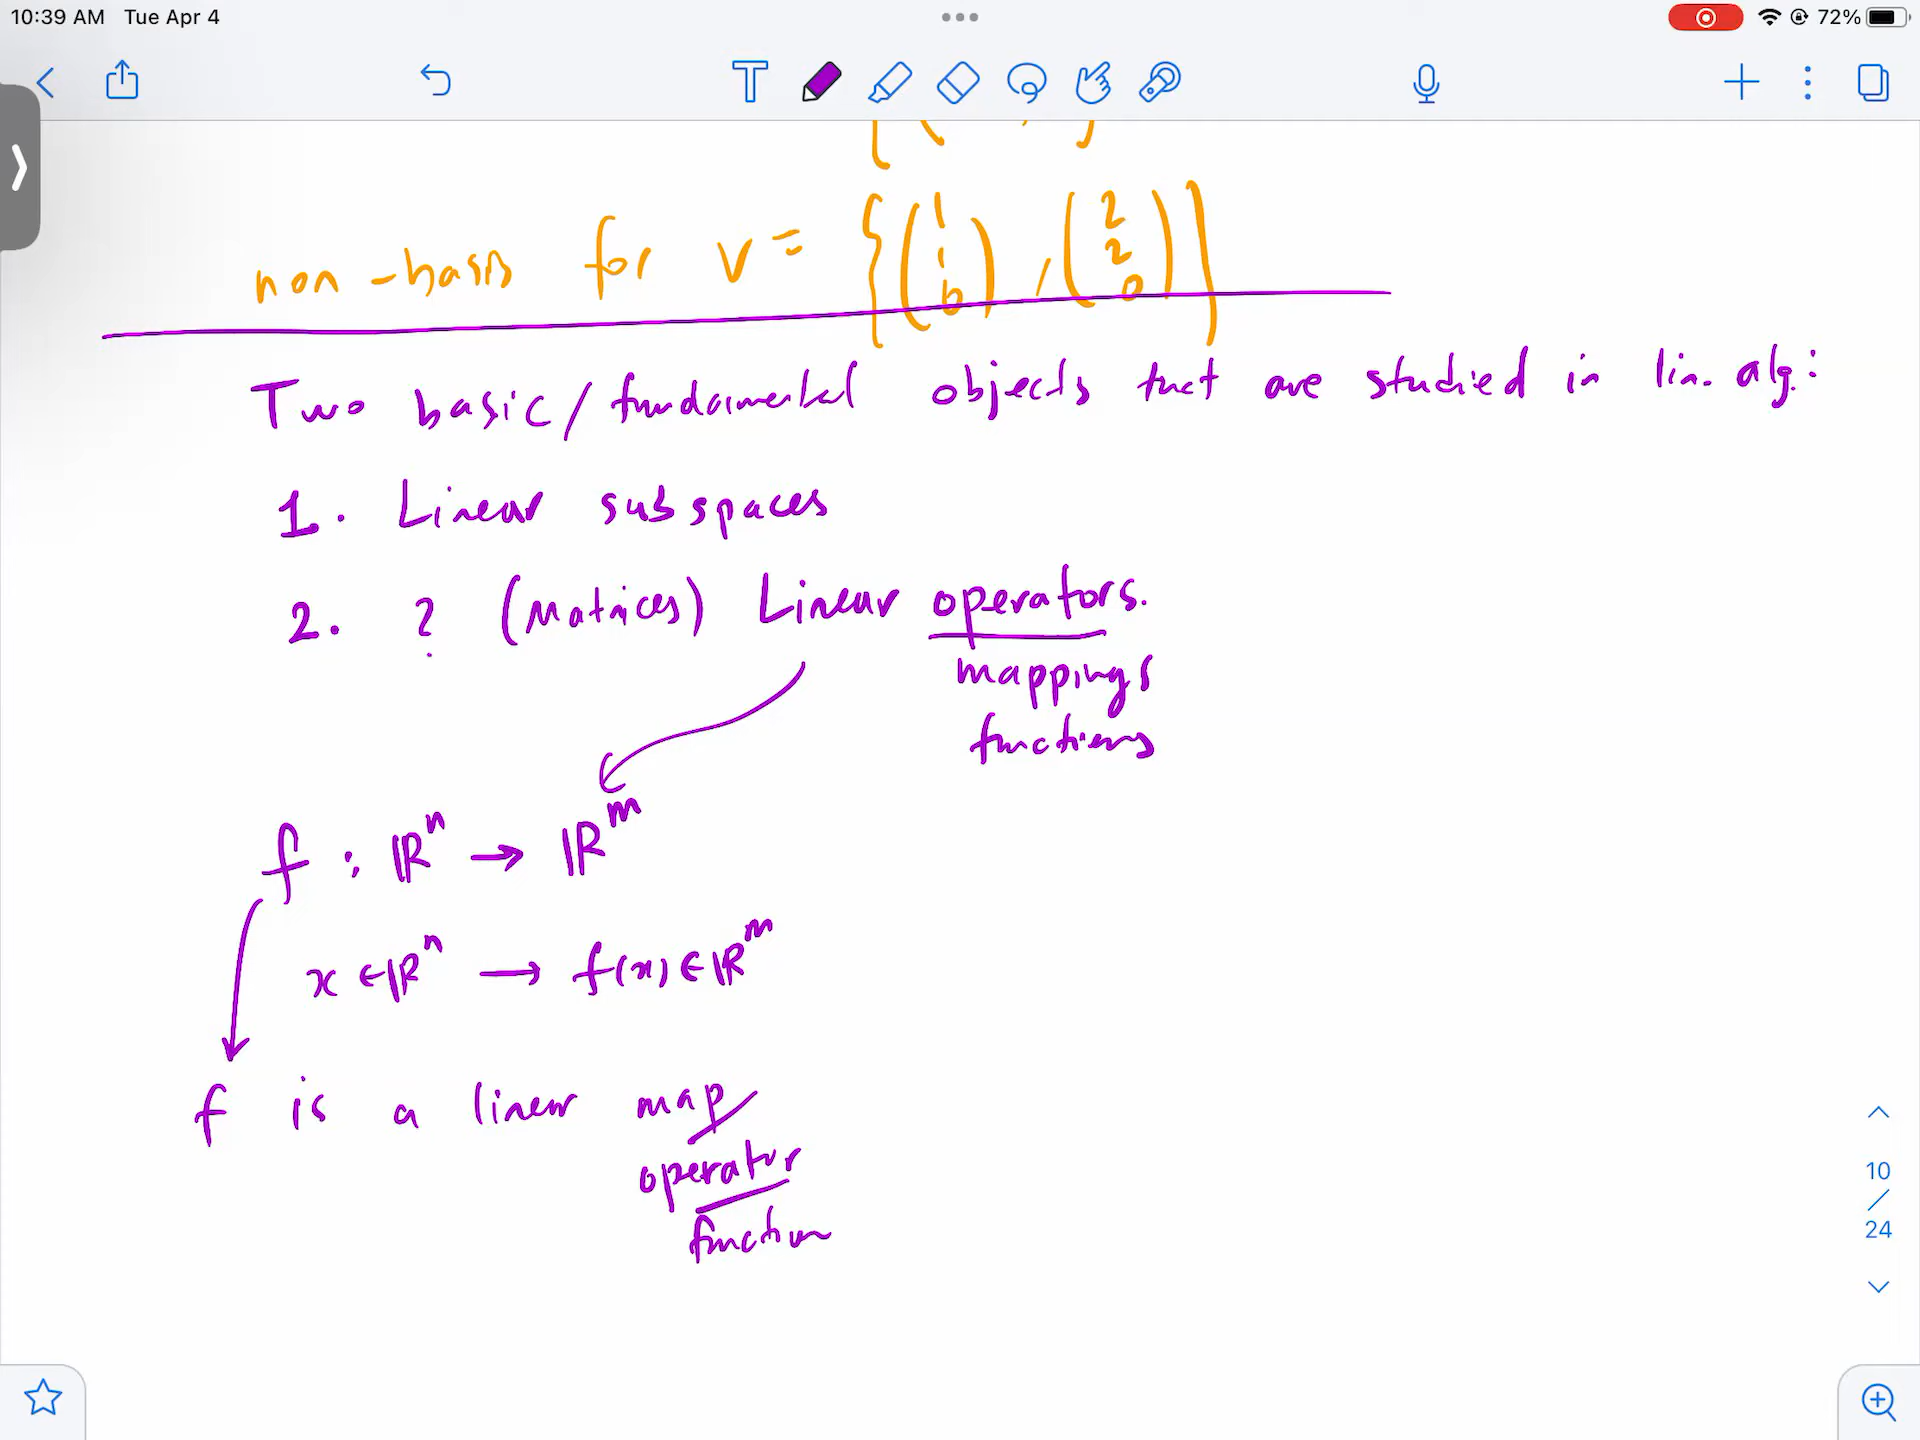 10:39 AM Tue Apr 4
72%
T
non-basis for V = {(1 1 0), (2 2 0)}
Two basic/fundamental objects that are studied in lin. alg.:
1. Linear subspaces
2. ? (Matrices) Linear operators.
mappings
functions
f : ℝⁿ → ℝᵐ
x ∈ ℝⁿ → f(x) ∈ ℝᵐ
f is a linear map
operator
function
10
/
24